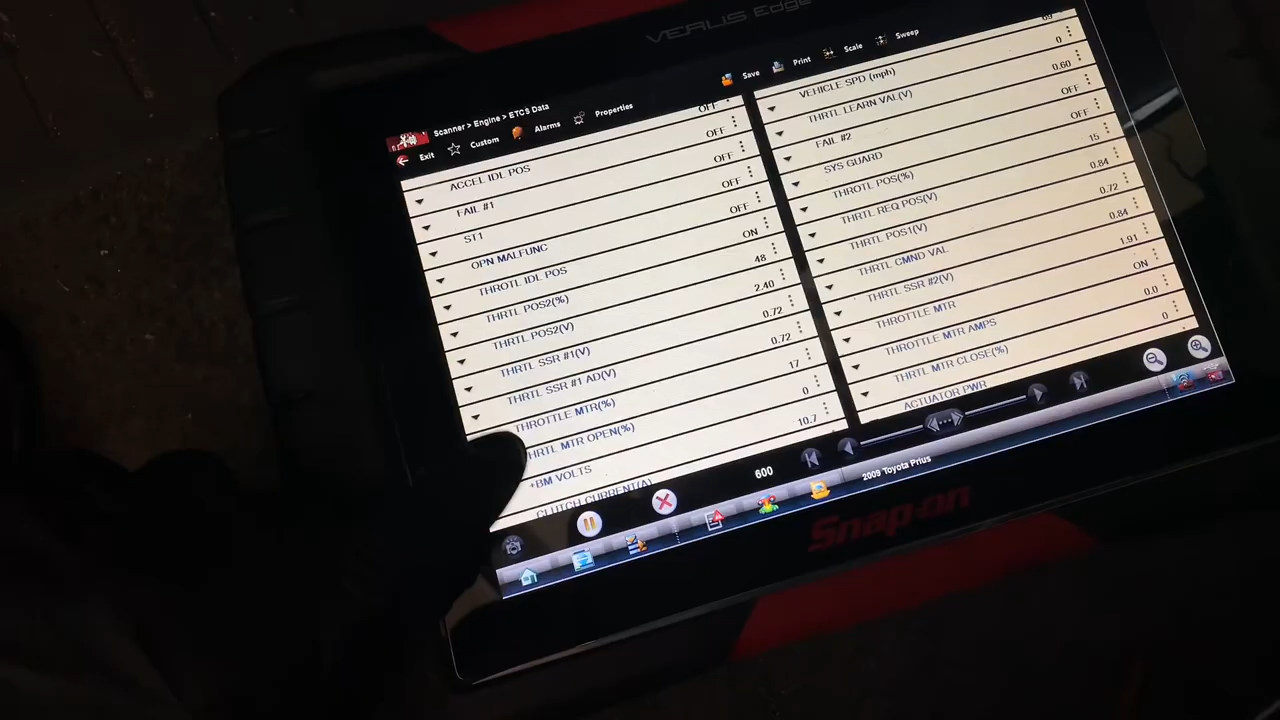 VERUS Edge
Scanner > Engine > ETCS Data
Exit Custom Alarms Properties Save Print Scale Sweep
OFF
ACCEL IDL POS OFF
FAIL #1 OFF
ST1 OFF
OPN MALFUNC OFF
THROTL IDL POS ON
THRTL POS2(%) 48
THRTL POS2(V) 2.40
THRTL SSR #1(V) 0.72
THRTL SSR #1 AD(V) 0.72
THROTTLE MTR(%) 17
HRTL MTR OPEN(%) 0
+BM VOLTS 10.7
CLUTCH CURRENT(A)
69
VEHICLE SPD (mph) 0
THRTL LEARN VAL(V) 0.60
FAIL #2 OFF
SYS GUARD OFF
THROTL POS(%) 15
THRTL REQ POS(V) 0.84
THRTL POS1(V) 0.72
THRTL CMND VAL 0.84
THRTL SSR #2(V) 1.91
THROTTLE MTR ON
THROTTLE MTR AMPS 0.0
THRTL MTR CLOSE(%) 0
ACTUATOR PWR
600
2009 Toyota Prius
Snap-on